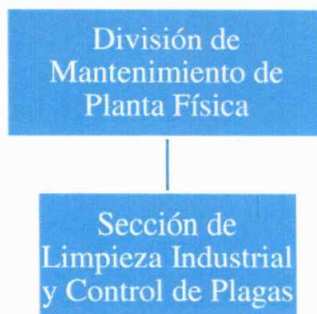 División de
Mantenimiento de
Planta Física
Sección de
Limpieza Industrial
y Control de Plagas